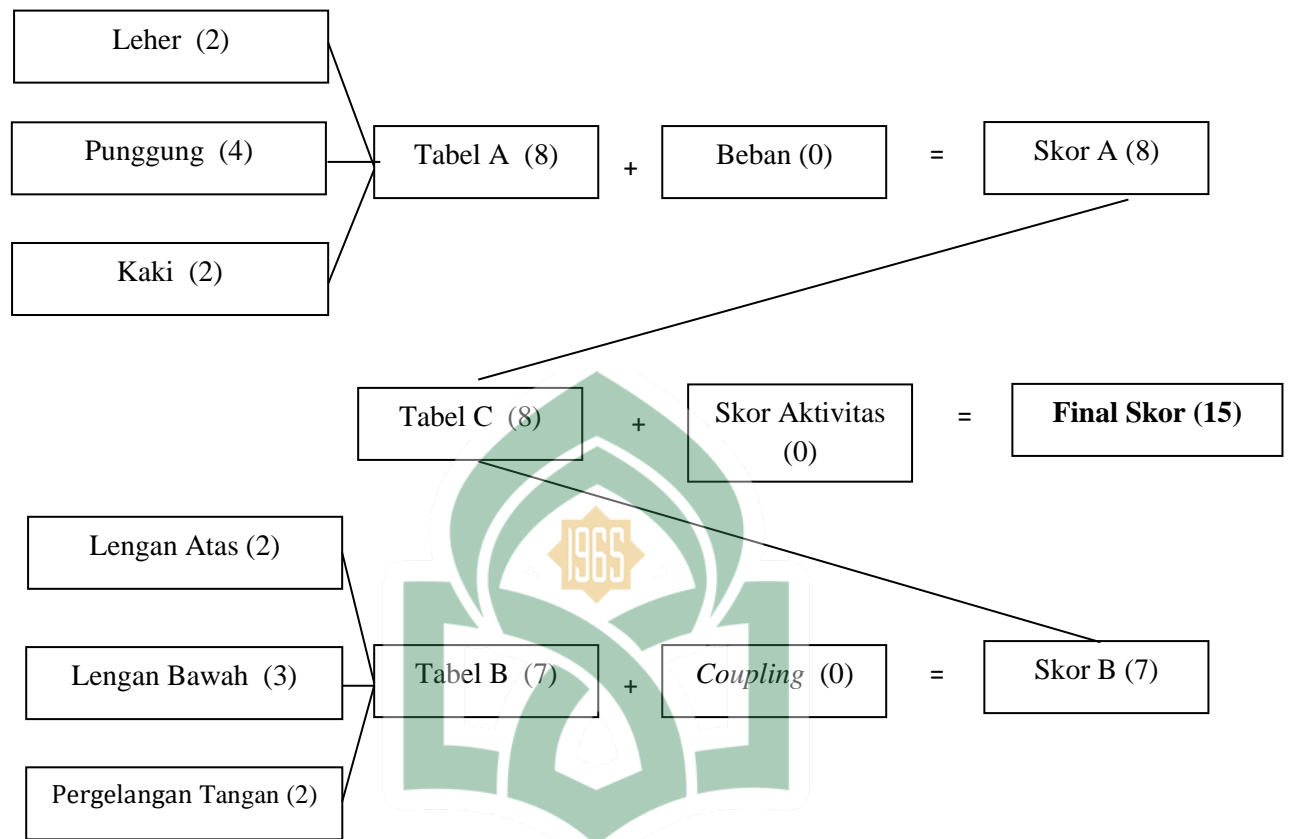 Leher (2)
Punggung (4)
Kaki (2)
Tabel A (8)
+
Beban (0)
=
Skor A (8)
Tabel C (8)
+
Skor Aktivitas
(0)
=
Final Skor (15)
1965
Lengan Atas (2)
Lengan Bawah (3)
Pergelangan Tangan (2)
Tabel B (7)
+
Coupling (0)
=
Skor B (7)